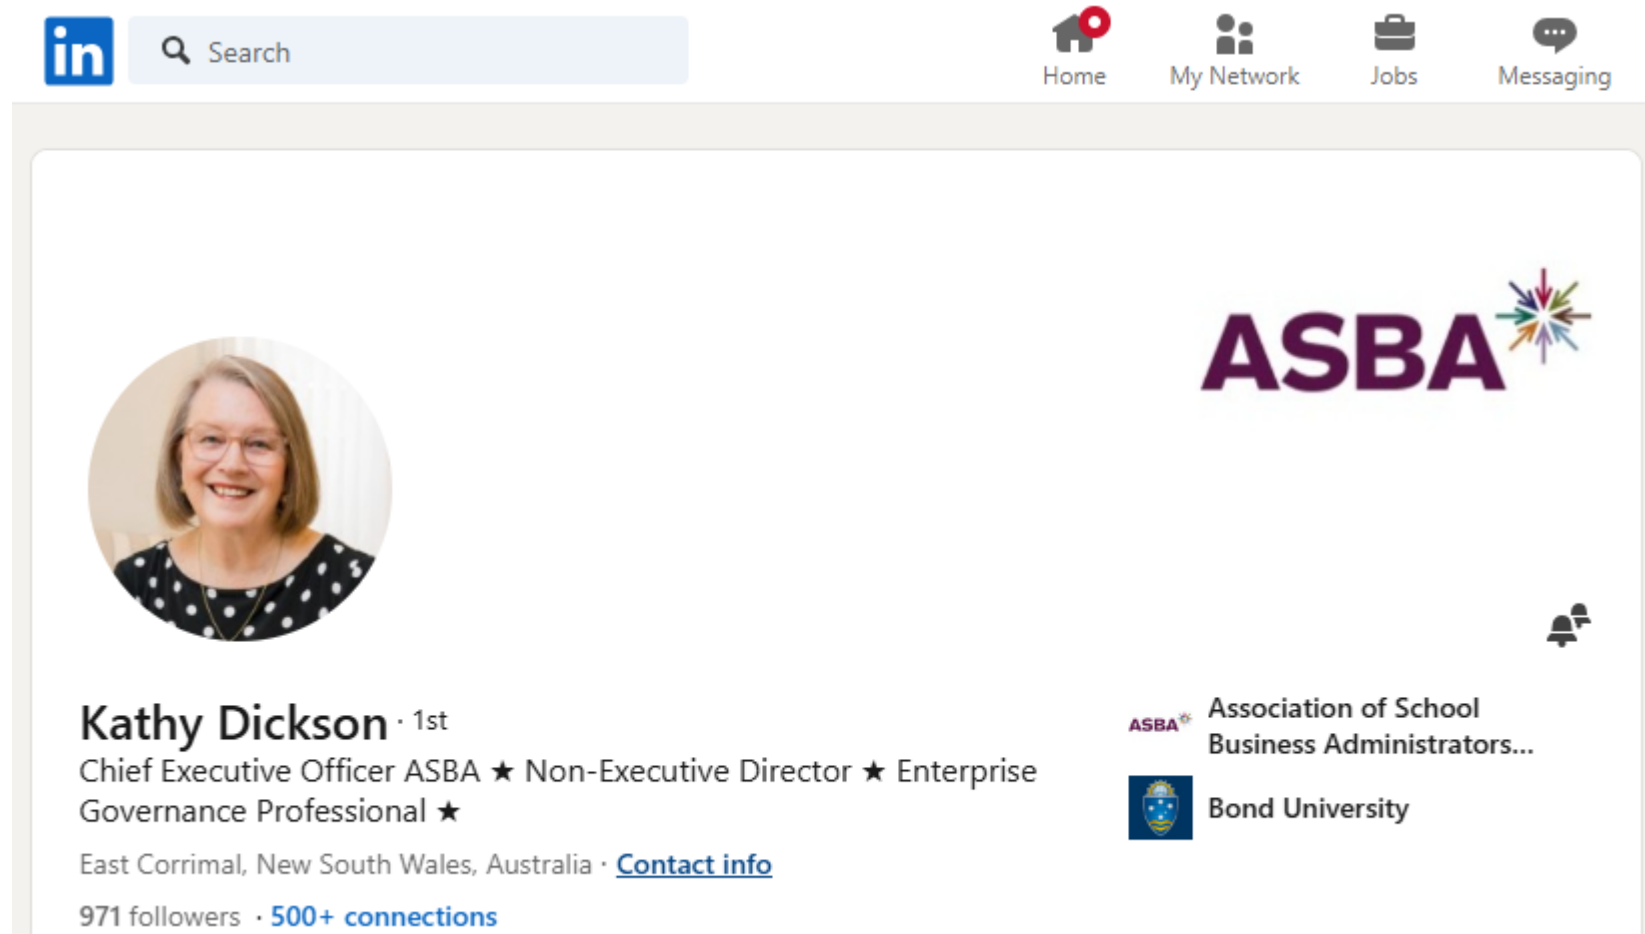 in
Search
Home
My Network
Jobs
Messaging
ASBA
Kathy Dickson · 1st
Chief Executive Officer ASBA ★ Non-Executive Director ★ Enterprise
Governance Professional ★
East Corrimal, New South Wales, Australia · Contact info
971 followers · 500+ connections
ASBA
Association of School
Business Administrators...
Bond University